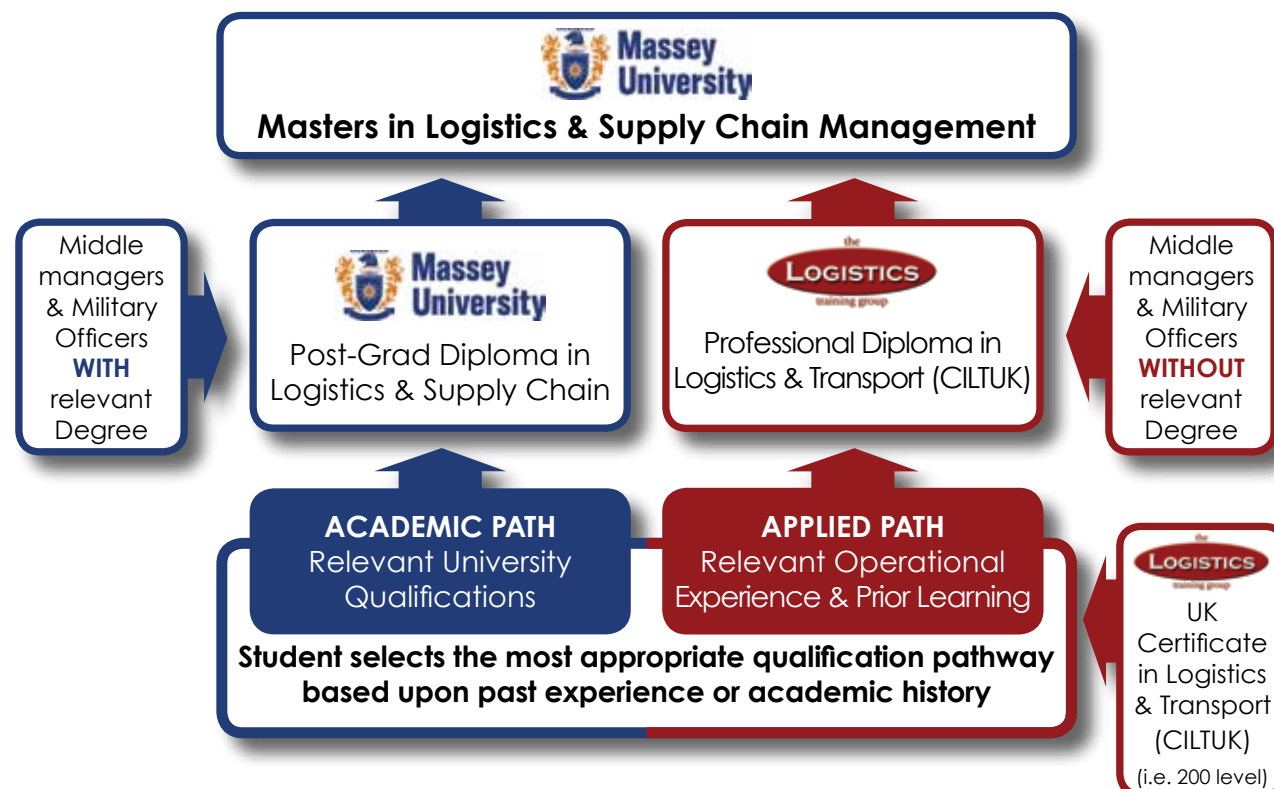 Massey
University
Masters in Logistics & Supply Chain Management
Middle
managers
& Military
Officers
WITH
relevant
Degree
Massey
University
Post-Grad Diploma in
Logistics & Supply Chain
the
LOGISTICS
training group
Professional Diploma in
Logistics & Transport (CILTUK)
Middle
managers
& Military
Officers
WITHOUT
relevant
Degree
ACADEMIC PATH
Relevant University
Qualifications
APPLIED PATH
Relevant Operational
Experience & Prior Learning
Student selects the most appropriate qualification pathway
based upon past experience or academic history
the
LOGISTICS
training group
UK
Certificate
in Logistics
& Transport
(CILTUK)
(i.e. 200 level)